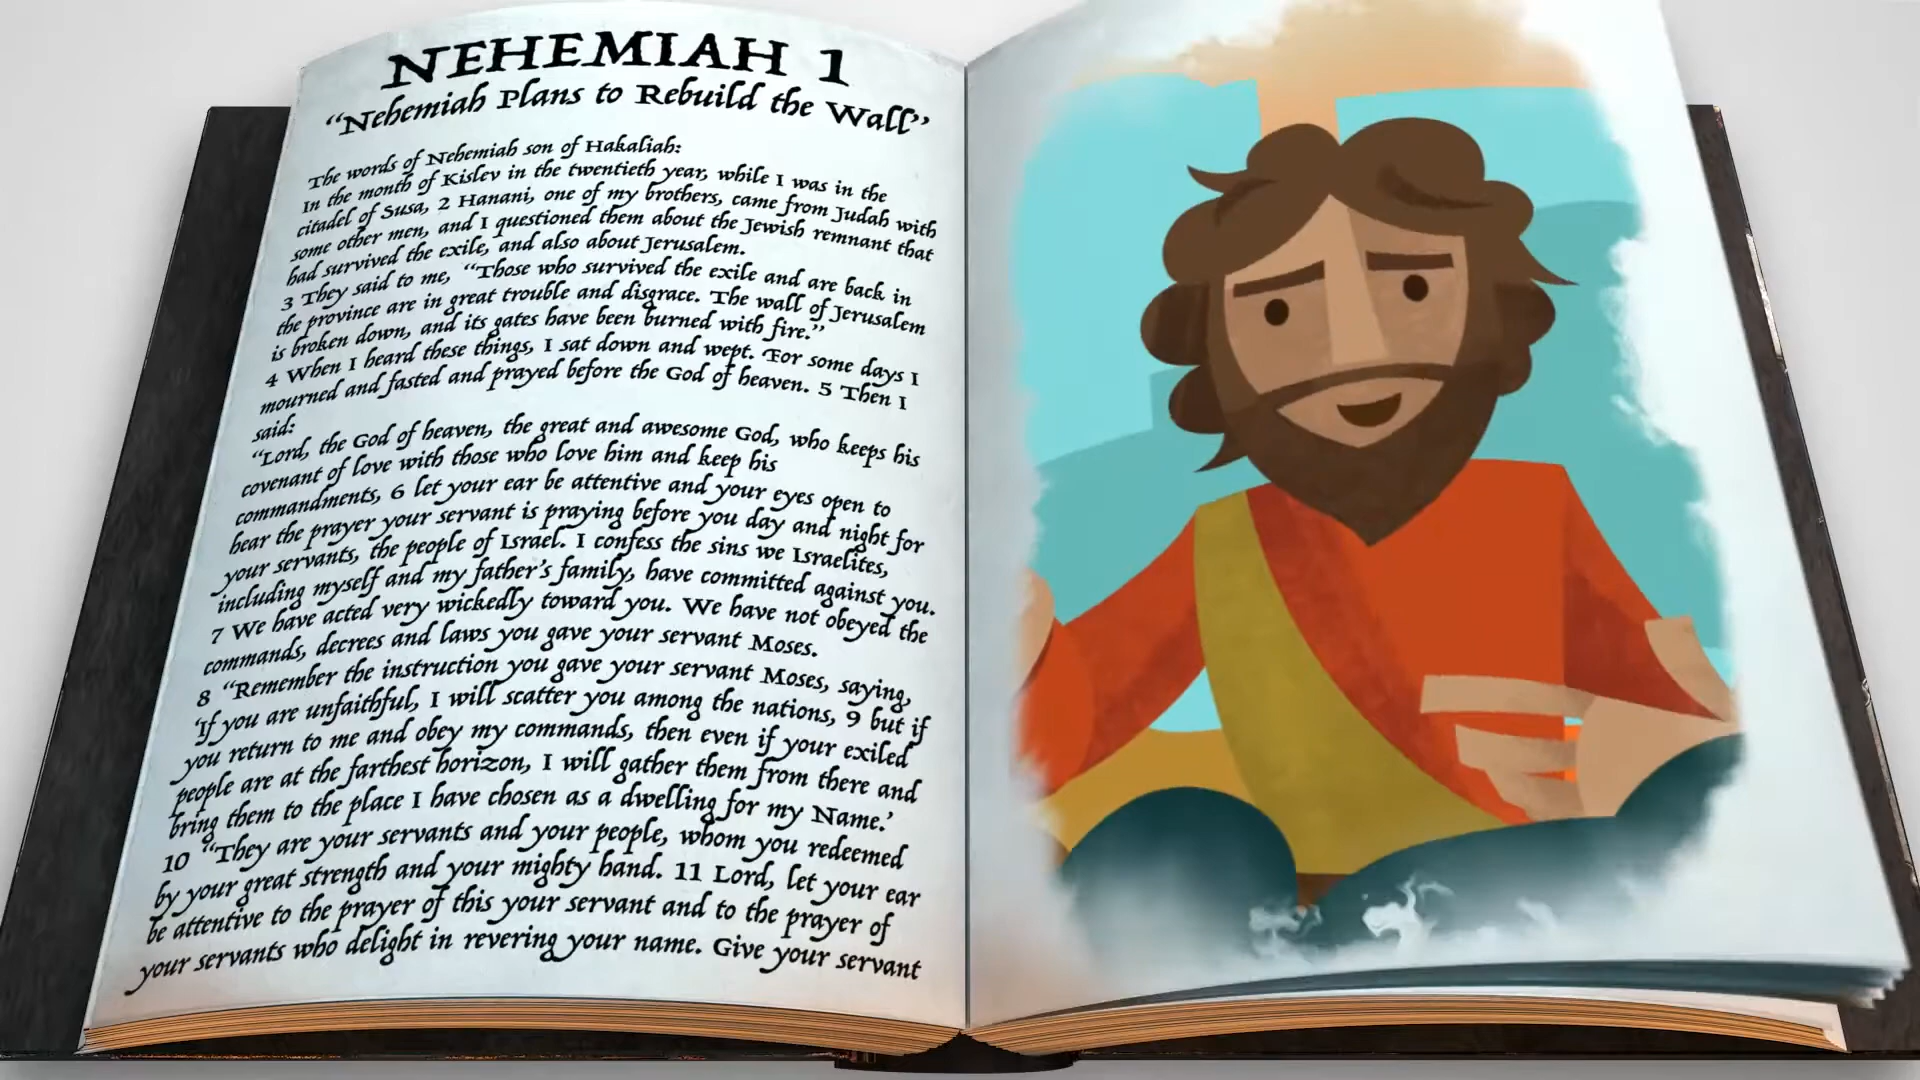 NEHEMIAH 1
“Nehemiah Plans to Rebuild the Wall”
The words of Nehemiah son of Hakaliah:
In the month of Kislev in the twentieth year, while I was in the
citadel of Susa, 2 Hanani, one of my brothers, came from Judah with
some other men, and I questioned them about the Jewish remnant that
had survived the exile, and also about Jerusalem.
3 They said to me, “Those who survived the exile and are back in
the province are in great trouble and disgrace. The wall of Jerusalem
is broken down, and its gates have been burned with fire.”
4 When I heard these things, I sat down and wept. For some days I
mourned and fasted and prayed before the God of heaven. 5 Then I
said:
“Lord, the God of heaven, the great and awesome God, who keeps his
covenant of love with those who love him and keep his
commandments, 6 let your ear be attentive and your eyes open to
hear the prayer your servant is praying before you day and night for
your servants, the people of Israel. I confess the sins we Israelites,
including myself and my father’s family, have committed against you.
7 We have acted very wickedly toward you. We have not obeyed the
commands, decrees and laws you gave your servant Moses.
8 “Remember the instruction you gave your servant Moses, saying,
‘If you are unfaithful, I will scatter you among the nations, 9 but if
you return to me and obey my commands, then even if your exiled
people are at the farthest horizon, I will gather them from there and
bring them to the place I have chosen as a dwelling for my Name.’
10 “They are your servants and your people, whom you redeemed
by your great strength and your mighty hand. 11 Lord, let your ear
be attentive to the prayer of this your servant and to the prayer of
your servants who delight in revering your name. Give your servant